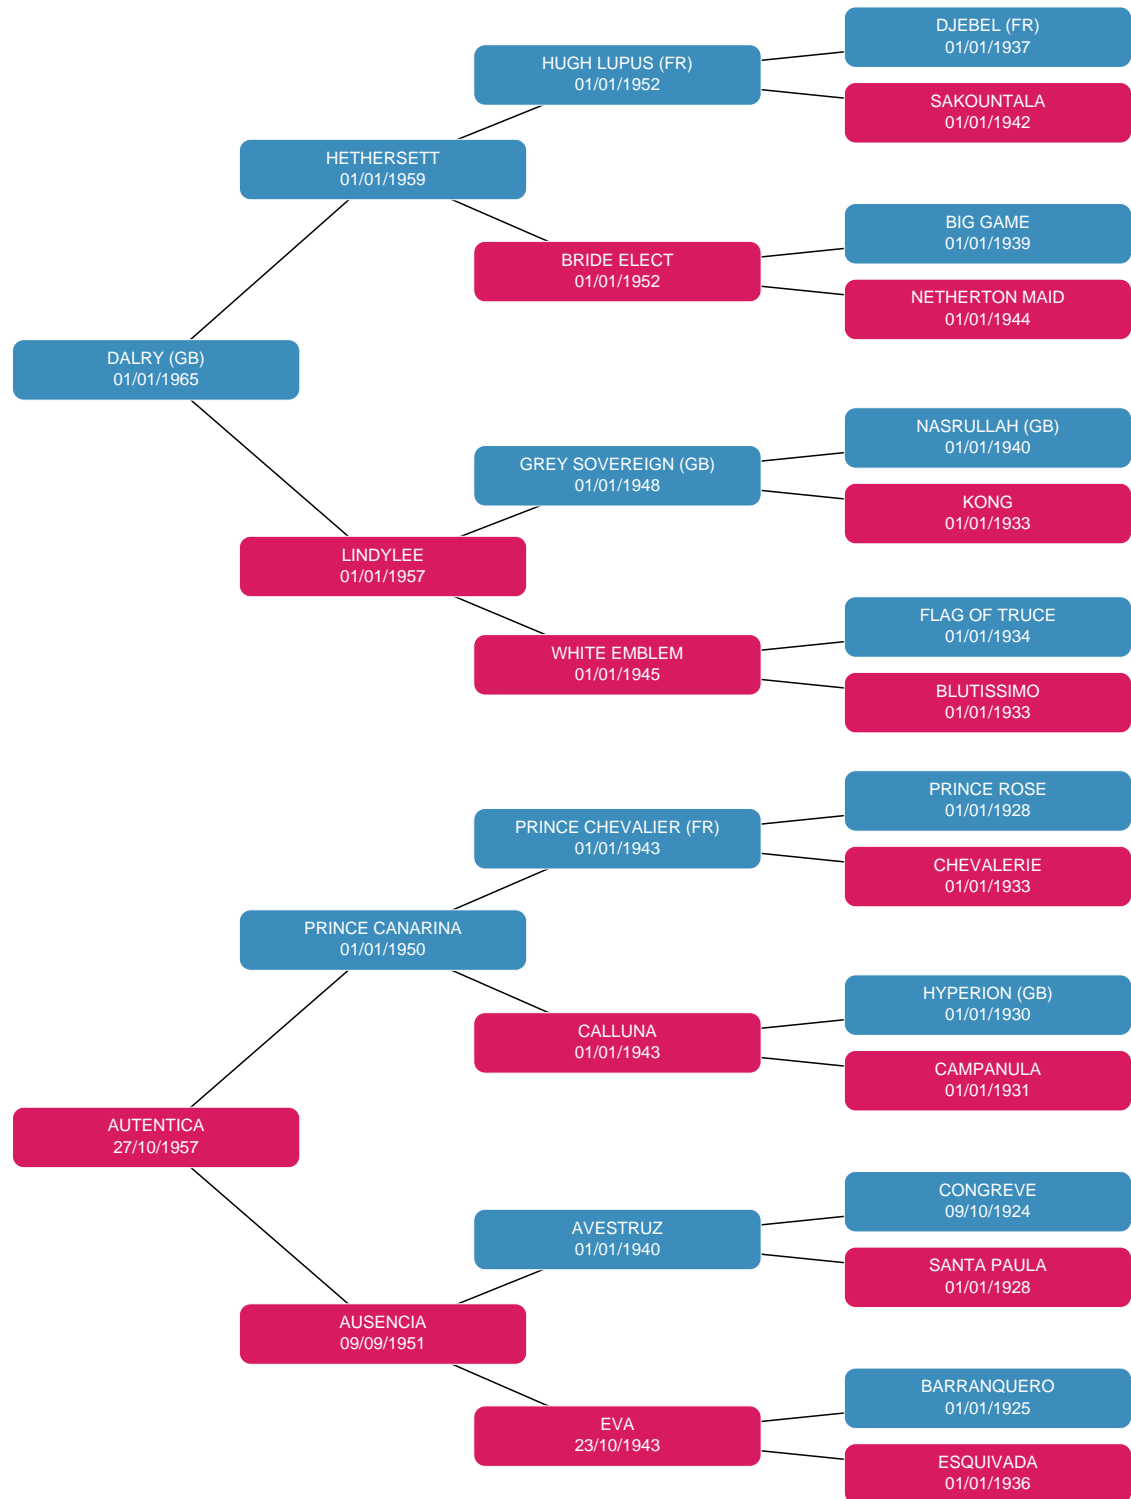 DJEBEL (FR)
01/01/1937
HUGH LUPUS (FR)
01/01/1952
SAKOUNTALA
01/01/1942
HETHERSETT
01/01/1959
BIG GAME
01/01/1939
BRIDE ELECT
01/01/1952
NETHERTON MAID
01/01/1944
DALRY (GB)
01/01/1965
NASRULLAH (GB)
01/01/1940
GREY SOVEREIGN (GB)
01/01/1948
KONG
01/01/1933
LINDYLEE
01/01/1957
FLAG OF TRUCE
01/01/1934
WHITE EMBLEM
01/01/1945
BLUTISSIMO
01/01/1933
PRINCE ROSE
01/01/1928
PRINCE CHEVALIER (FR)
01/01/1943
CHEVALERIE
01/01/1933
PRINCE CANARINA
01/01/1950
HYPERION (GB)
01/01/1930
CALLUNA
01/01/1943
CAMPANULA
01/01/1931
AUTENTICA
27/10/1957
CONGREVE
09/10/1924
AVESTRUZ
01/01/1940
SANTA PAULA
01/01/1928
AUSENCIA
09/09/1951
BARRANQUERO
01/01/1925
EVA
23/10/1943
ESQUIVADA
01/01/1936